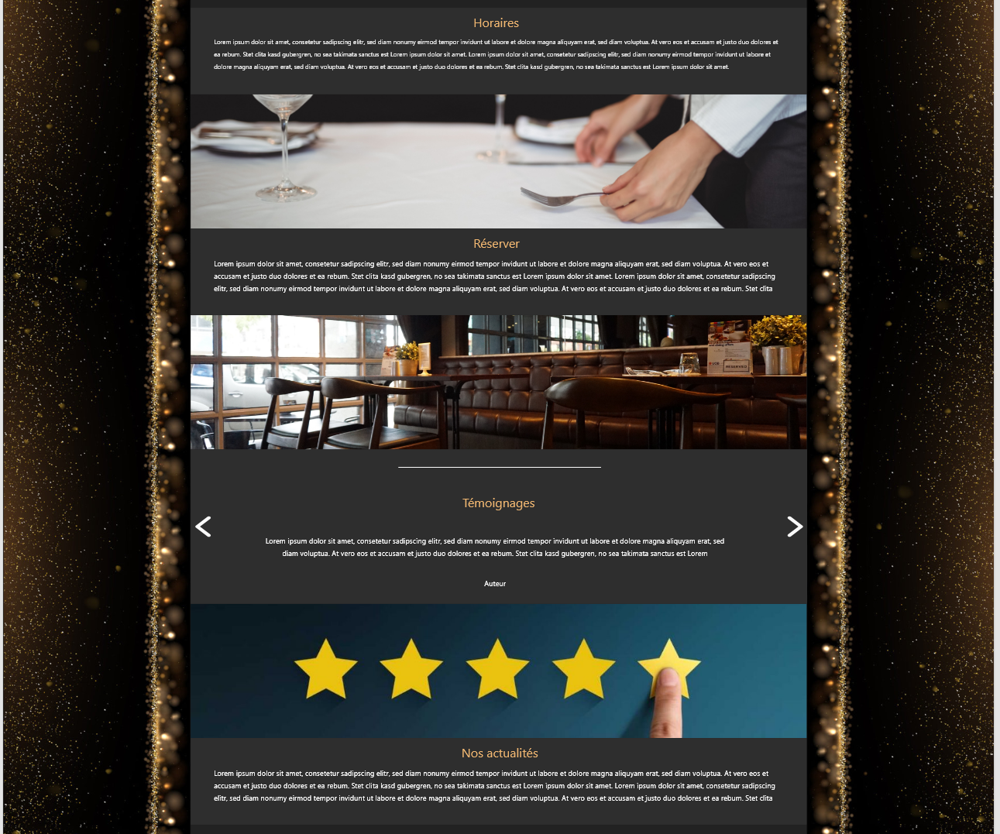 Horaires
Lorem ipsum dolor sit amet, consetetur sadipscing elitr, sed diam nonumy eirmod tempor invidunt ut labore et dolore magna aliquyam erat, sed diam voluptua. At vero eos et accusam et justo duo dolores et
ea rebum. Stet clita kasd gubergren, no sea takimata sanctus est Lorem ipsum dolor sit amet. Lorem ipsum dolor sit amet, consetetur sadipscing elitr, sed diam nonumy eirmod tempor invidunt ut labore et
dolore magna aliquyam erat, sed diam voluptua. At vero eos et accusam et justo duo dolores et ea rebum. Stet clita kasd gubergren, no sea takimata sanctus est Lorem ipsum dolor sit amet.
Réserver
Lorem ipsum dolor sit amet, consetetur sadipscing elitr, sed diam nonumy eirmod tempor invidunt ut labore et dolore magna aliquyam erat, sed diam voluptua. At vero eos et
accusam et justo duo dolores et ea rebum. Stet clita kasd gubergren, no sea takimata sanctus est Lorem ipsum dolor sit amet. Lorem ipsum dolor sit amet, consetetur sadipscing
elitr, sed diam nonumy eirmod tempor invidunt ut labore et dolore magna aliquyam erat, sed diam voluptua. At vero eos et accusam et justo duo dolores et ea rebum. Stet clita
RESERVED
Témoignages
Lorem ipsum dolor sit amet, consetetur sadipscing elitr, sed diam nonumy eirmod tempor invidunt ut labore et dolore magna aliquyam erat, sed
diam voluptua. At vero eos et accusam et justo duo dolores et ea rebum. Stet clita kasd gubergren, no sea takimata sanctus est Lorem
Auteur
Nos actualités
Lorem ipsum dolor sit amet, consetetur sadipscing elitr, sed diam nonumy eirmod tempor invidunt ut labore et dolore magna aliquyam erat, sed diam voluptua. At vero eos et
accusam et justo duo dolores et ea rebum. Stet clita kasd gubergren, no sea takimata sanctus est Lorem ipsum dolor sit amet. Lorem ipsum dolor sit amet, consetetur sadipscing
elitr, sed diam nonumy eirmod tempor invidunt ut labore et dolore magna aliquyam erat, sed diam voluptua. At vero eos et accusam et justo duo dolores et ea rebum. Stet clita